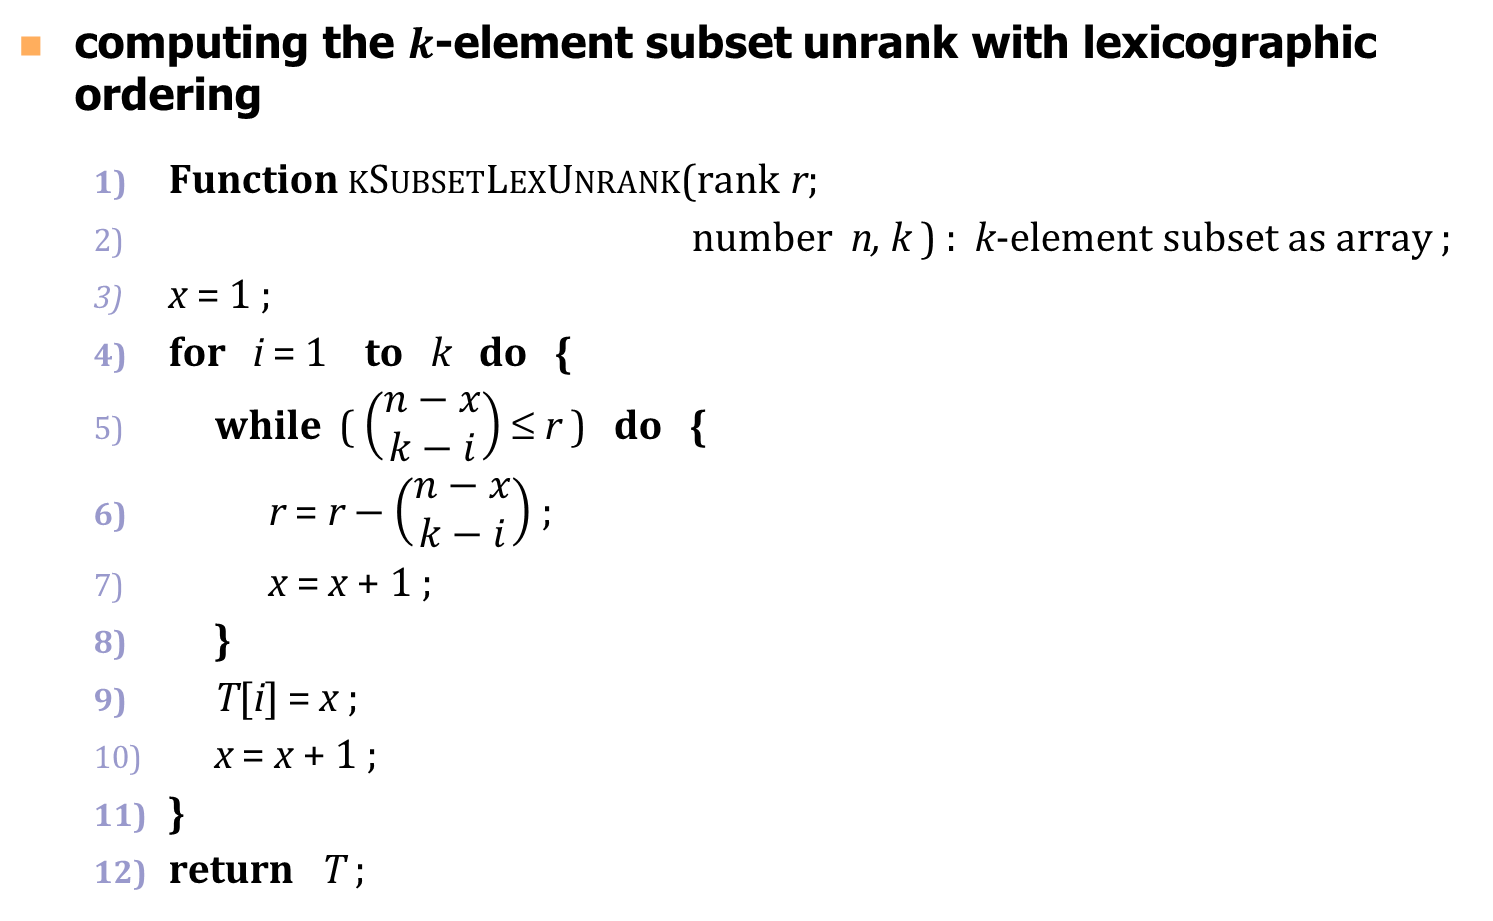 computing the k-element subset unrank with lexicographic
ordering
1) Function KSUBSETLEXUNRANK(rank r;
2) number n, k ) : k-element subset as array ;
3) x = 1 ;
4) for i = 1 to k do {
5) while ( (n − x
k − i) ≤ r ) do {
6) r = r − (n − x
k − i) ;
7) x = x + 1 ;
8) }
9) T[i] = x ;
10) x = x + 1 ;
11) }
12) return T ;